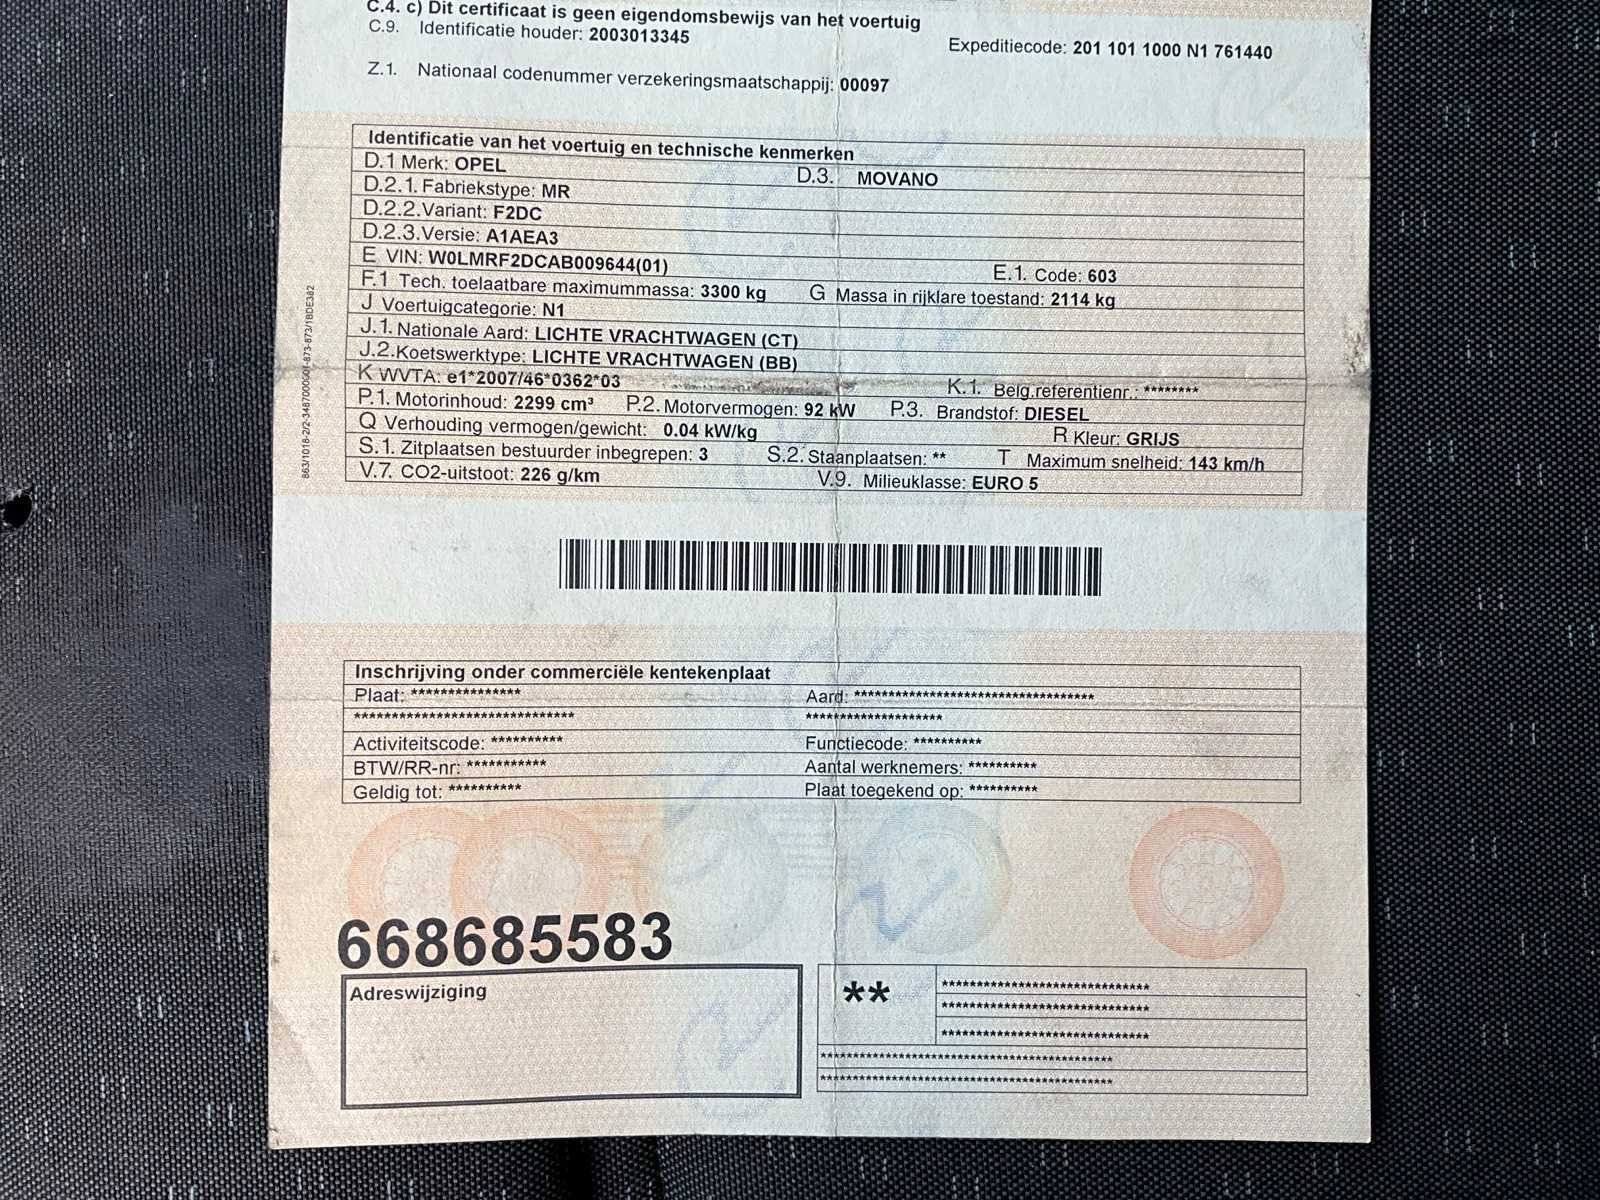 C.4. c) Dit certificaat is geen eigendomsbewijs van het voertuig
C.9. Identificatie houder: 2003013345
Expeditiecode: 201 101 1000 N1 761440
Z.1. Nationaal codenummer verzekeringsmaatschappij: 00097
Identificatie van het voertuig en technische kenmerken
D.1 Merk: OPEL D.3. MOVANO
D.2.1. Fabriekstype: MR
D.2.2. Variant: F2DC
D.2.3. Versie: A1AEA3
E VIN: W0LMRF2DCAB009644(01) E.1. Code: 603
F.1 Tech. toelaatbare maximummassa: 3300 kg G Massa in rijklare toestand: 2114 kg
J Voertuigcategorie: N1
J.1. Nationale Aard: LICHTE VRACHTWAGEN (CT)
J.2. Koetswerktype: LICHTE VRACHTWAGEN (BB)
K WVTA: e1*2007/46*0362*03 K.1. Belg.referentienr.: ********
P.1. Motorinhoud: 2299 cm³ P.2. Motorvermogen: 92 kW P.3. Brandstof: DIESEL
Q Verhouding vermogen/gewicht: 0.04 kW/kg R Kleur: GRIJS
S.1. Zitplaatsen bestuurder inbegrepen: 3 S.2. Staanplaatsen: ** T Maximum snelheid: 143 km/h
V.7. CO2-uitstoot: 226 g/km V.9. Milieuklasse: EURO 5
Inschrijving onder commerciële kentekenplaat
Plaat: *************** Aard: ***********************************
****************************** ********************
Activiteitscode: ********** Functiecode: **********
BTW/RR-nr: *********** Aantal werknemers: **********
Geldig tot: ********** Plaat toegekend op: **********
668685583
Adreswijziging
**
******************************
******************************
******************************
*******************************************
*******************************************